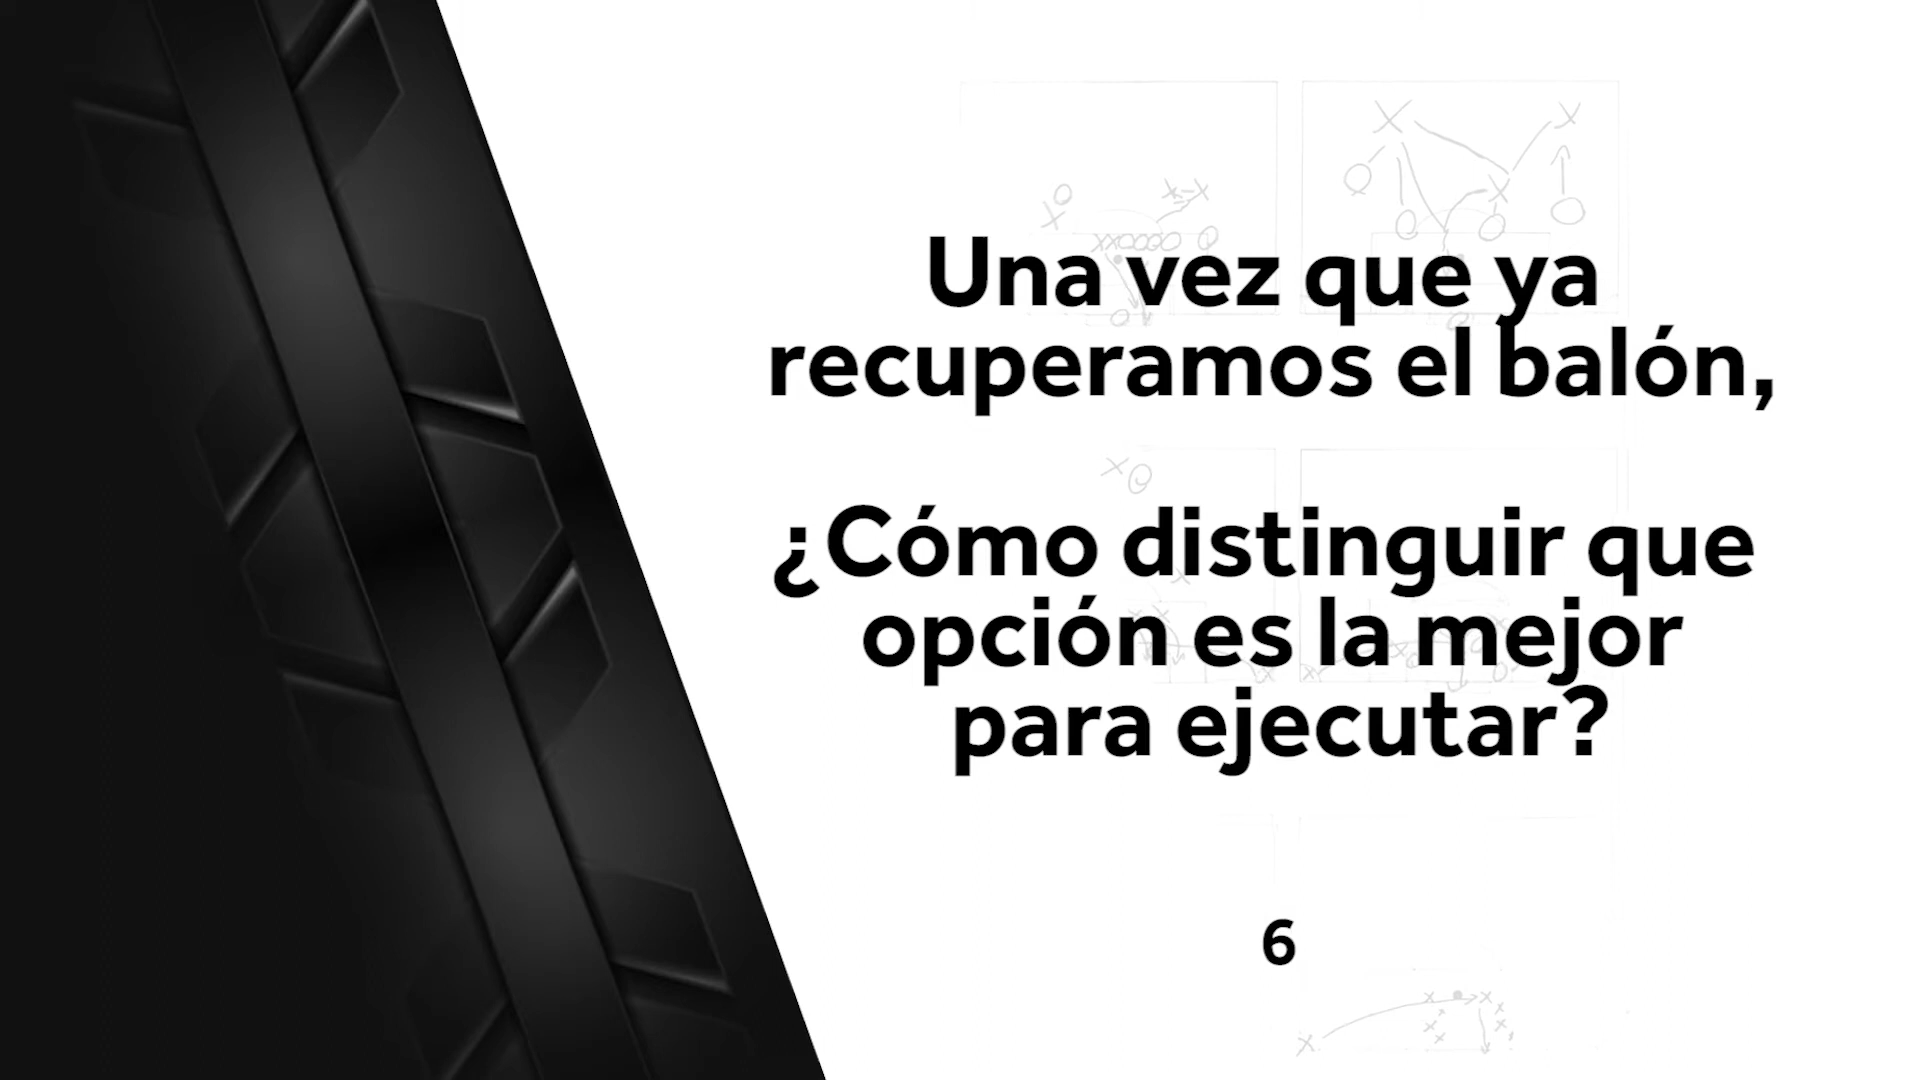 Una vez que ya
recuperamos el balón,
¿Cómo distinguir que
opción es la mejor
para ejecutar?
6